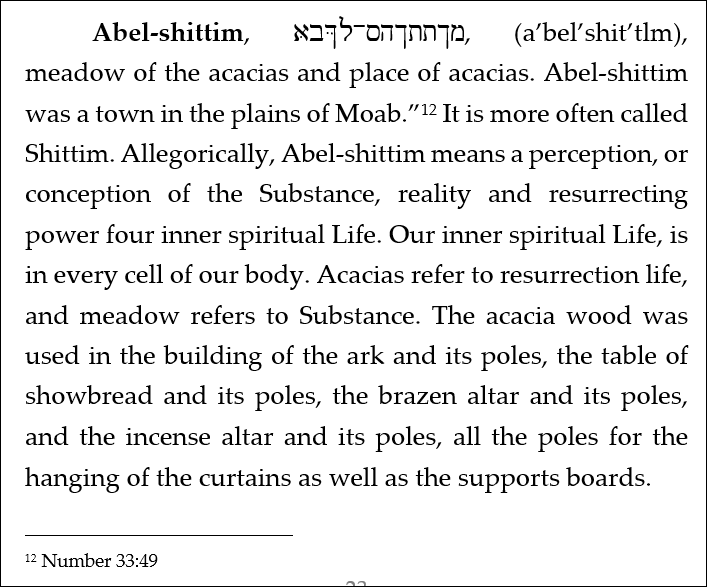 Abel-shittim, מךתתךהס־לךבא, (a′bel′shit′tlm),
meadow of the acacias and place of acacias. Abel-shittim
was a town in the plains of Moab.”¹² It is more often called
Shittim. Allegorically, Abel-shittim means a perception, or
conception of the Substance, reality and resurrecting
power four inner spiritual Life. Our inner spiritual Life, is
in every cell of our body. Acacias refer to resurrection life,
and meadow refers to Substance. The acacia wood was
used in the building of the ark and its poles, the table of
showbread and its poles, the brazen altar and its poles,
and the incense altar and its poles, all the poles for the
hanging of the curtains as well as the supports boards.
¹² Number 33:49